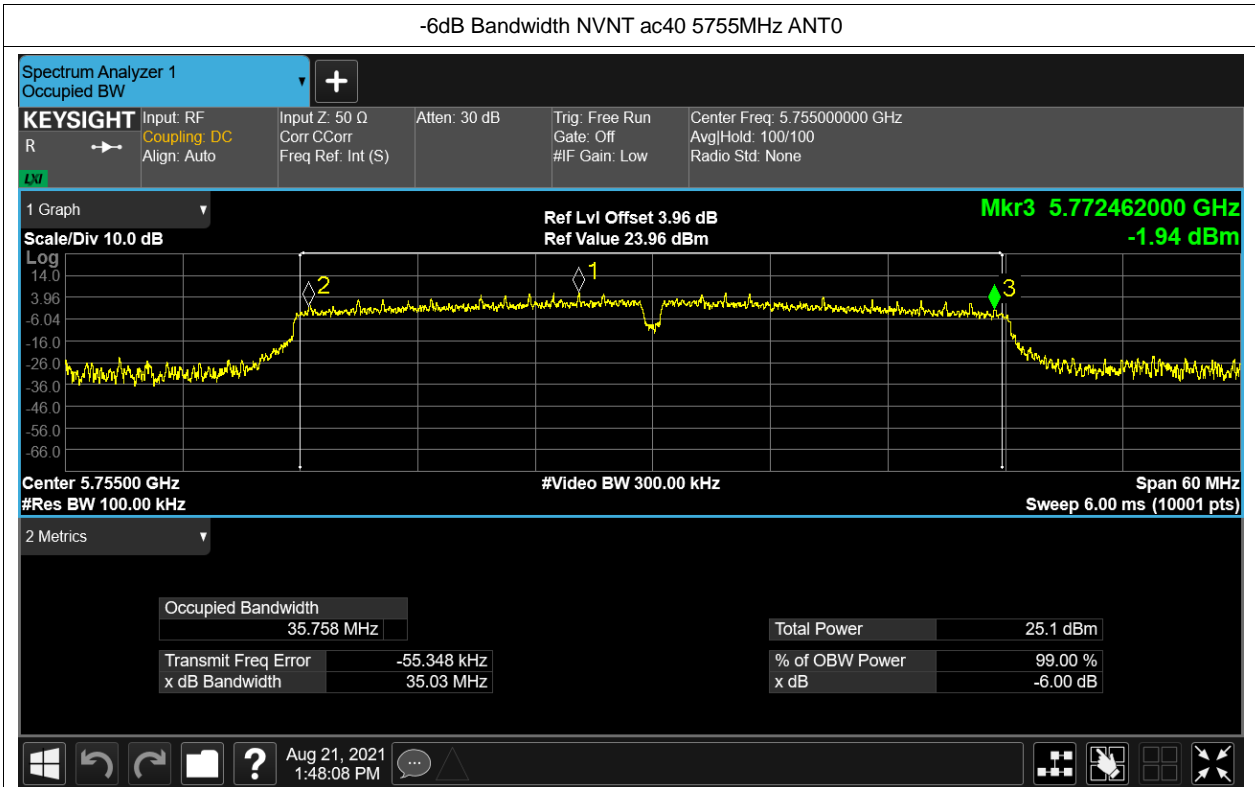 -6dB Bandwidth NVNT ac40 5755MHz ANT0
Spectrum Analyzer 1
Occupied BW
KEYSIGHT
R
LXI
Input: RF
Coupling: DC
Align: Auto
Input Z: 50 Ω
Corr CCorr
Freq Ref: Int (S)
Atten: 30 dB
Trig: Free Run
Gate: Off
#IF Gain: Low
Center Freq: 5.755000000 GHz
Avg|Hold: 100/100
Radio Std: None
1 Graph
Scale/Div 10.0 dB
Ref Lvl Offset 3.96 dB
Ref Value 23.96 dBm
Mkr3 5.772462000 GHz
-1.94 dBm
Log
14.0
3.96
-6.04
-16.0
-26.0
-36.0
-46.0
-56.0
-66.0
2
1
3
Center 5.75500 GHz
#Res BW 100.00 kHz
#Video BW 300.00 kHz
Span 60 MHz
Sweep 6.00 ms (10001 pts)
2 Metrics
Occupied Bandwidth
35.758 MHz
Transmit Freq Error -55.348 kHz
x dB Bandwidth 35.03 MHz
Total Power 25.1 dBm
% of OBW Power 99.00 %
x dB -6.00 dB
?
Aug 21, 2021
1:48:08 PM